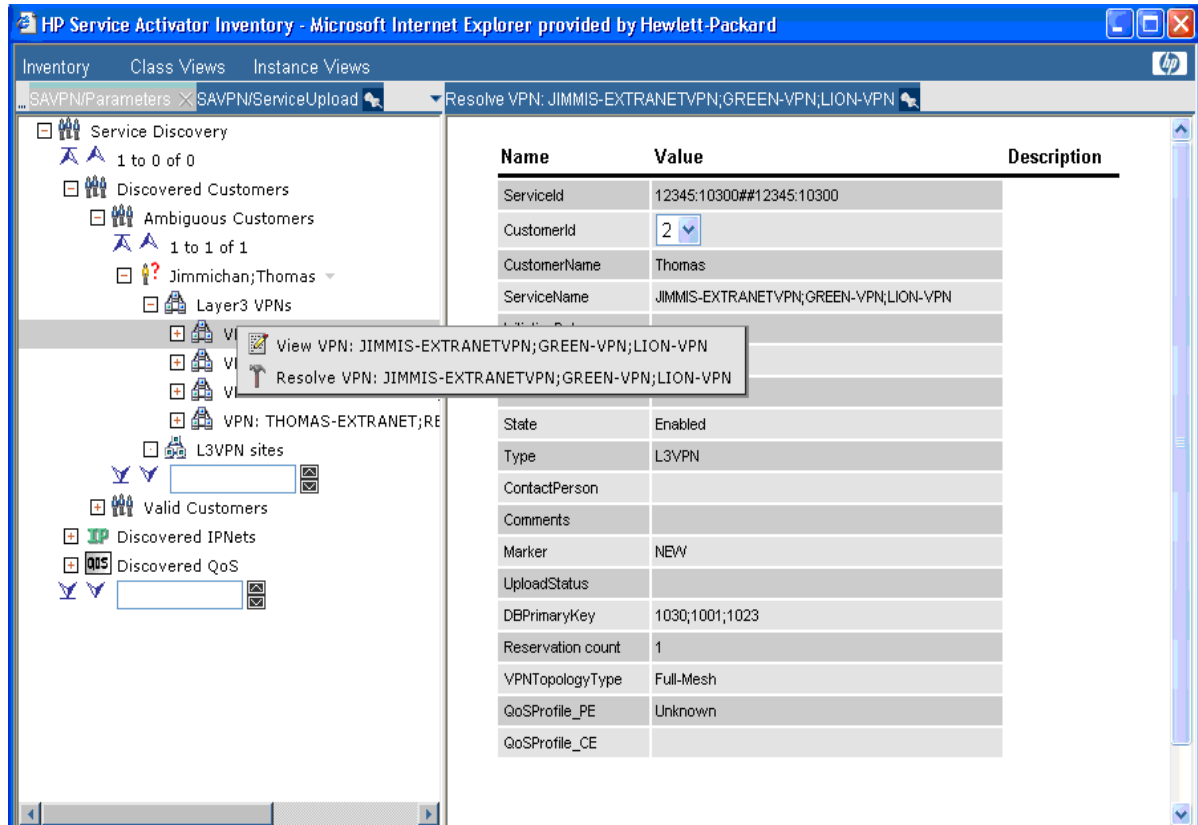 HP Service Activator Inventory - Microsoft Internet Explorer provided by Hewlett-Packard
Inventory Class Views Instance Views
hp
... SAVPN/Parameters SAVPN/ServiceUpload Resolve VPN: JIMMIS-EXTRANETVPN;GREEN-VPN;LION-VPN
Service Discovery
1 to 0 of 0
Discovered Customers
Ambiguous Customers
1 to 1 of 1
Jimmichan;Thomas
Layer3 VPNs
View VPN: JIMMIS-EXTRANETVPN;GREEN-VPN;LION-VPN
Resolve VPN: JIMMIS-EXTRANETVPN;GREEN-VPN;LION-VPN
VPN: THOMAS-EXTRANET;RE
L3VPN sites
Valid Customers
IP Discovered IPNets
QoS Discovered QoS
Name Value Description
ServiceId 12345:10300##12345:10300
CustomerId 2
CustomerName Thomas
ServiceName JIMMIS-EXTRANETVPN;GREEN-VPN;LION-VPN
State Enabled
Type L3VPN
ContactPerson
Comments
Marker NEW
UploadStatus
DBPrimaryKey 1030;1001;1023
Reservation count 1
VPNTopologyType Full-Mesh
QoSProfile_PE Unknown
QoSProfile_CE